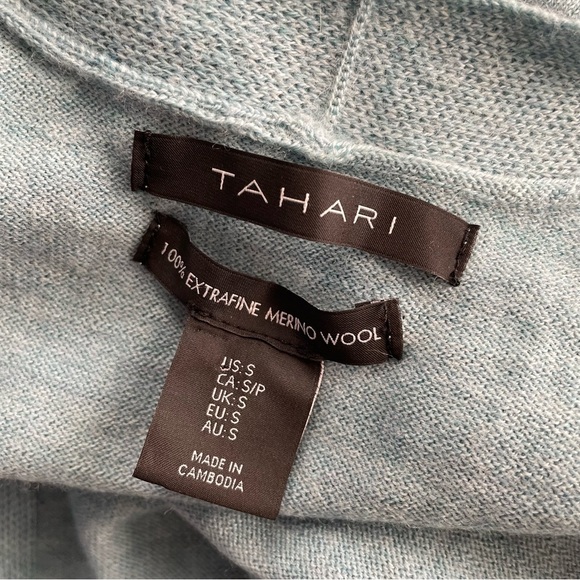 TAHARI
100% EXTRAFINE MERINO WOOL
US: S
CA: S/P
UK: S
EU: S
AU: S
MADE IN
CAMBODIA